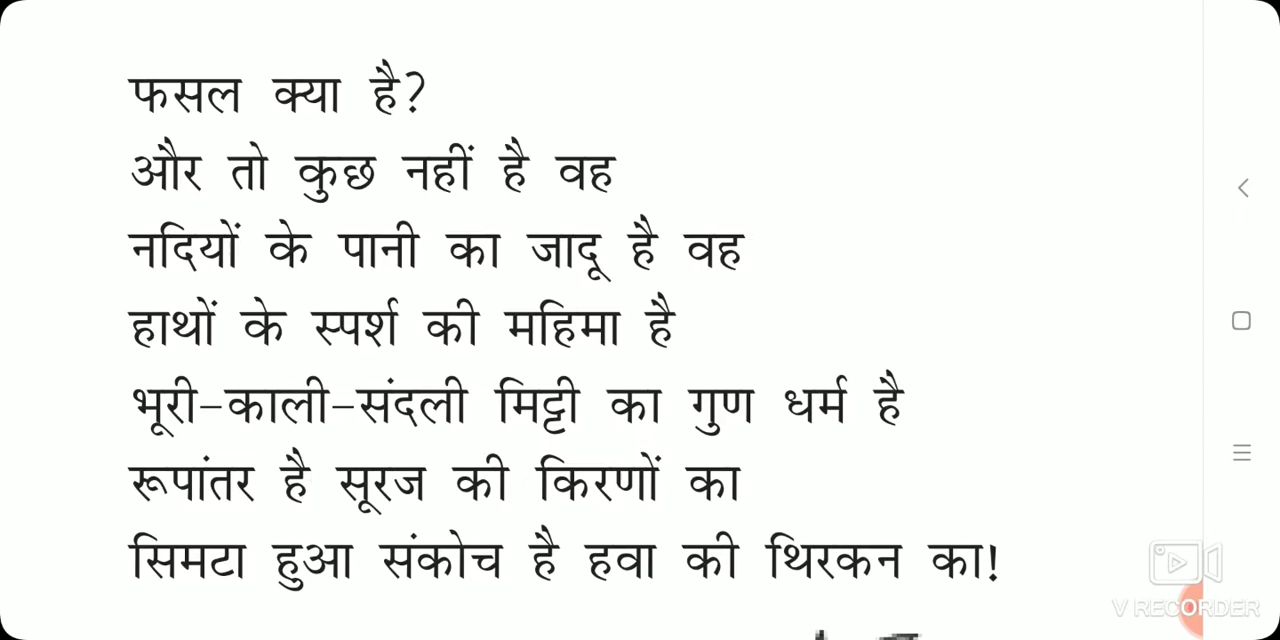 फसल क्या है?
और तो कुछ नहीं है वह
नदियों के पानी का जादू है वह
हाथों के स्पर्श की महिमा है
भूरी-काली-संदली मिट्टी का गुण धर्म है
रूपांतर है सूरज की किरणों का
सिमटा हुआ संकोच है हवा की थिरकन का!
V RECORDER